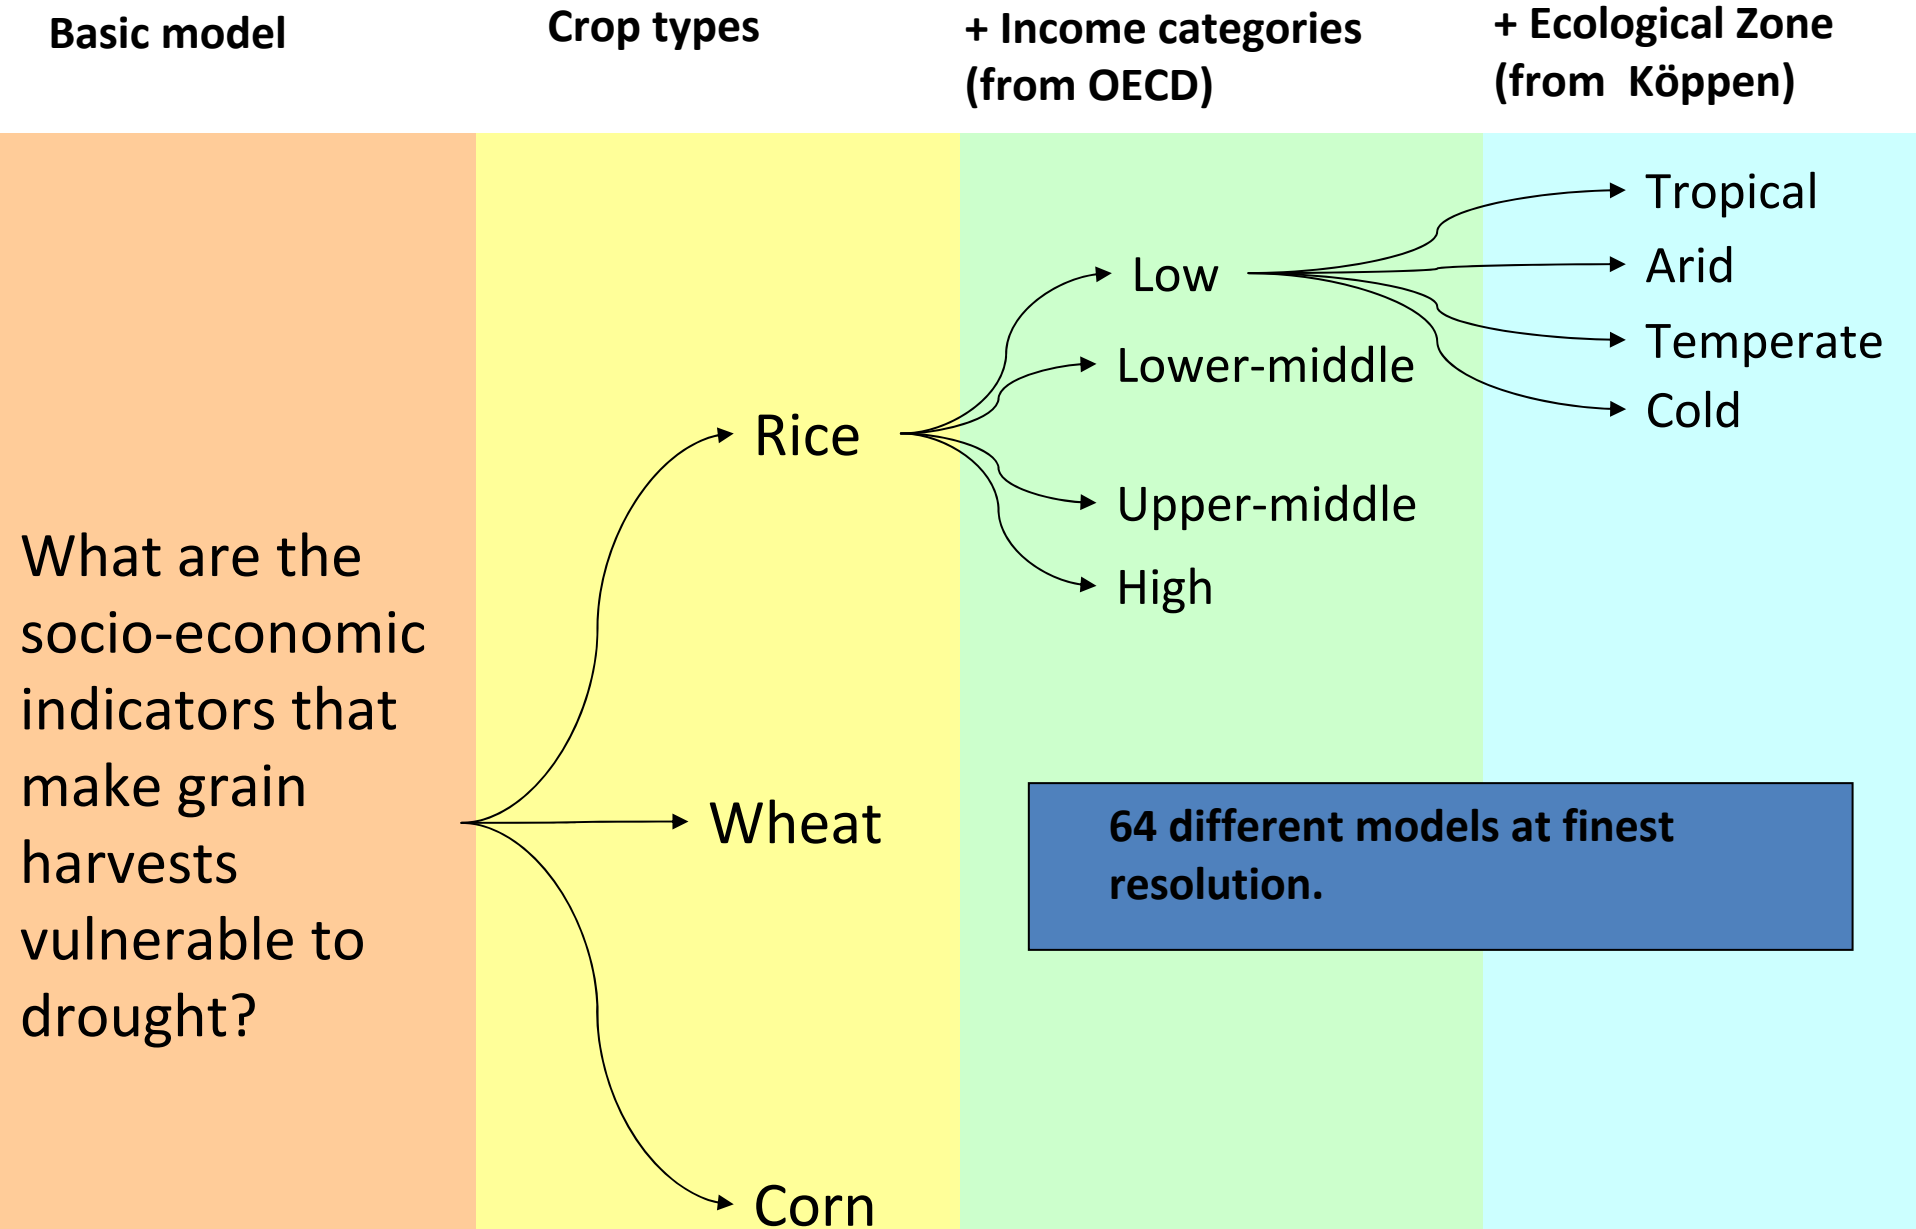 Basic model
Crop types
+ Income categories
(from OECD)
+ Ecological Zone
(from  Köppen)
What are the
socio-economic
indicators that
make grain
harvests
vulnerable to
drought?
Rice
Wheat
Corn
Low
Lower-middle
Upper-middle
High
Tropical
Arid
Temperate
Cold
64 different models at finest
resolution.